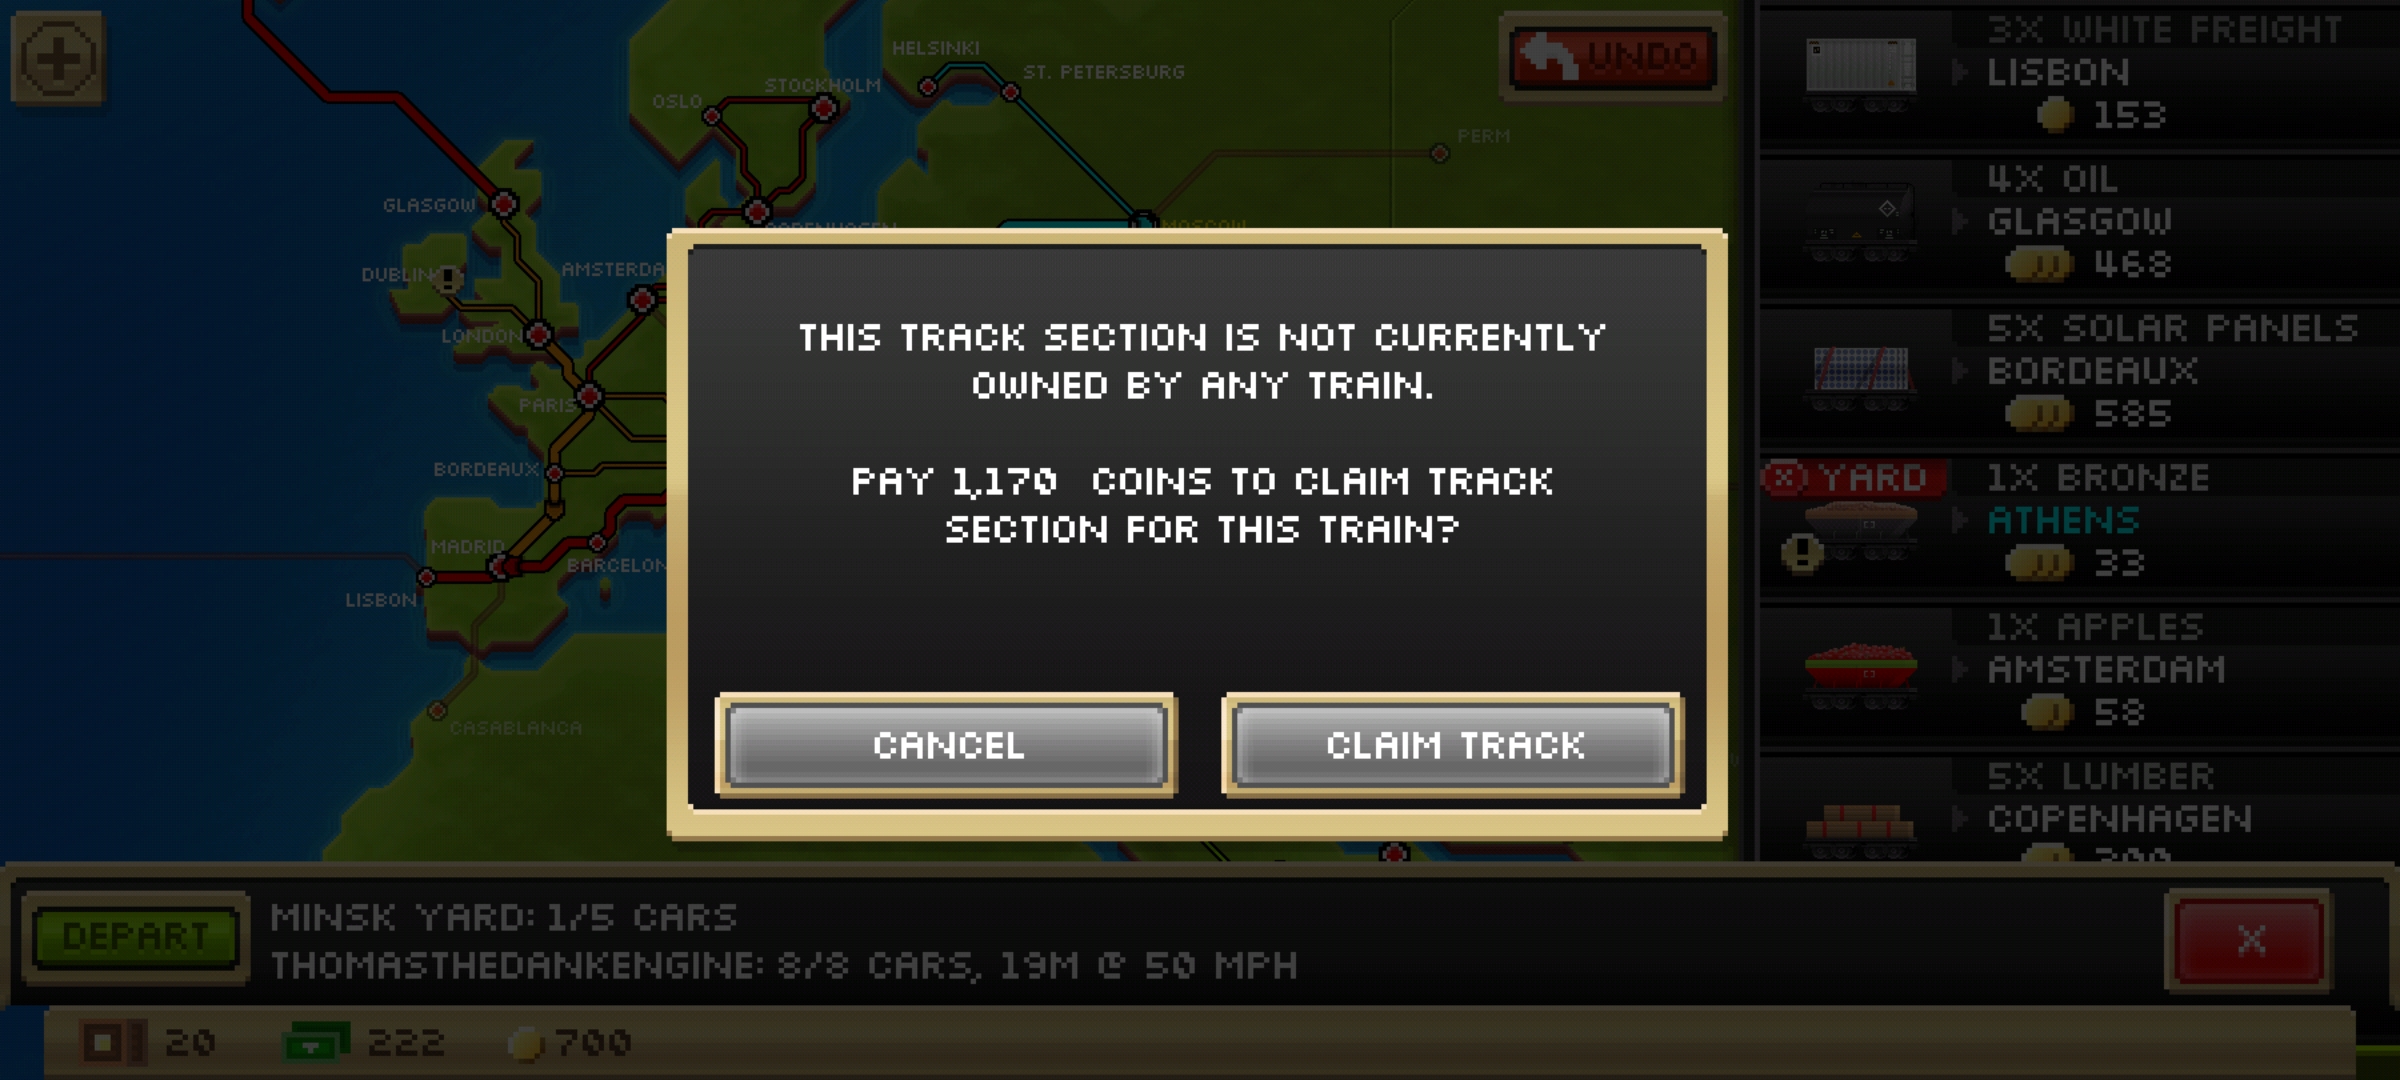 HELSINKI
ST. PETERSBURG
STOCKHOLM
OSLO
PERM
GLASGOW
COPENHAGEN
MOSCOW
DUBLIN
AMSTERDA
LONDON
PARIS
BORDEAUX
MADRID
BARCELON
LISBON
CASABLANCA
UNDO
THIS TRACK SECTION IS NOT CURRENTLY
OWNED BY ANY TRAIN.
PAY 1,170 COINS TO CLAIM TRACK
SECTION FOR THIS TRAIN?
CANCEL
CLAIM TRACK
3X WHITE FREIGHT
LISBON
153
4X OIL
GLASGOW
468
5X SOLAR PANELS
BORDEAUX
585
YARD
1X BRONZE
ATHENS
33
1X APPLES
AMSTERDAM
58
5X LUMBER
COPENHAGEN
DEPART
MINSK YARD: 1/5 CARS
THOMASTHEDANKENGINE: 8/8 CARS, 19M @ 50 MPH
X
20
222
700